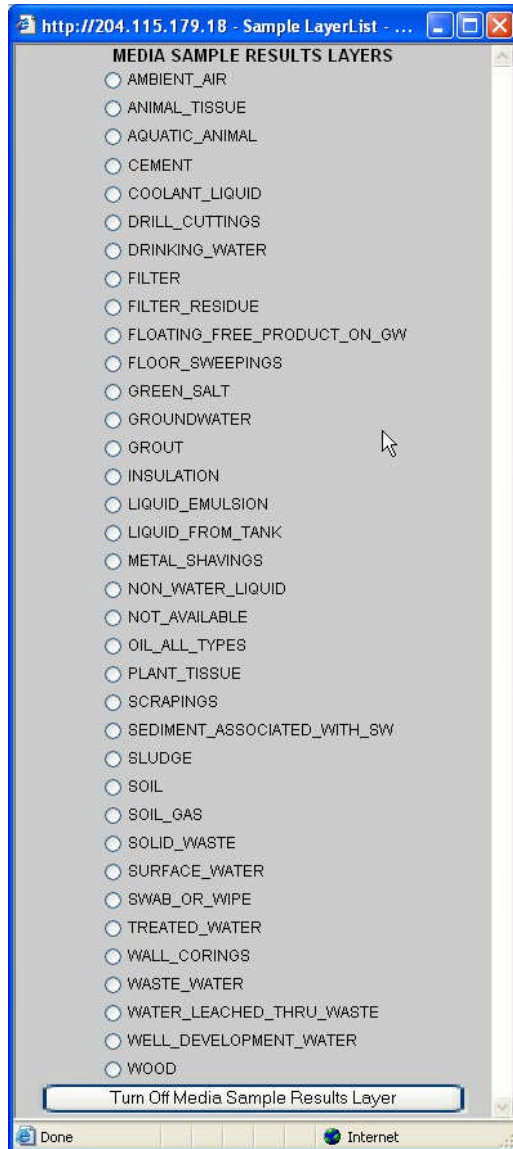 http://204.115.179.18 - Sample LayerList - ...
MEDIA SAMPLE RESULTS LAYERS
AMBIENT_AIR
ANIMAL_TISSUE
AQUATIC_ANIMAL
CEMENT
COOLANT_LIQUID
DRILL_CUTTINGS
DRINKING_WATER
FILTER
FILTER_RESIDUE
FLOATING_FREE_PRODUCT_ON_GW
FLOOR_SWEEPINGS
GREEN_SALT
GROUNDWATER
GROUT
INSULATION
LIQUID_EMULSION
LIQUID_FROM_TANK
METAL_SHAVINGS
NON_WATER_LIQUID
NOT_AVAILABLE
OIL_ALL_TYPES
PLANT_TISSUE
SCRAPINGS
SEDIMENT_ASSOCIATED_WITH_SW
SLUDGE
SOIL
SOIL_GAS
SOLID_WASTE
SURFACE_WATER
SWAB_OR_WIPE
TREATED_WATER
WALL_CORINGS
WASTE_WATER
WATER_LEACHED_THRU_WASTE
WELL_DEVELOPMENT_WATER
WOOD
Turn Off Media Sample Results Layer
Done Internet